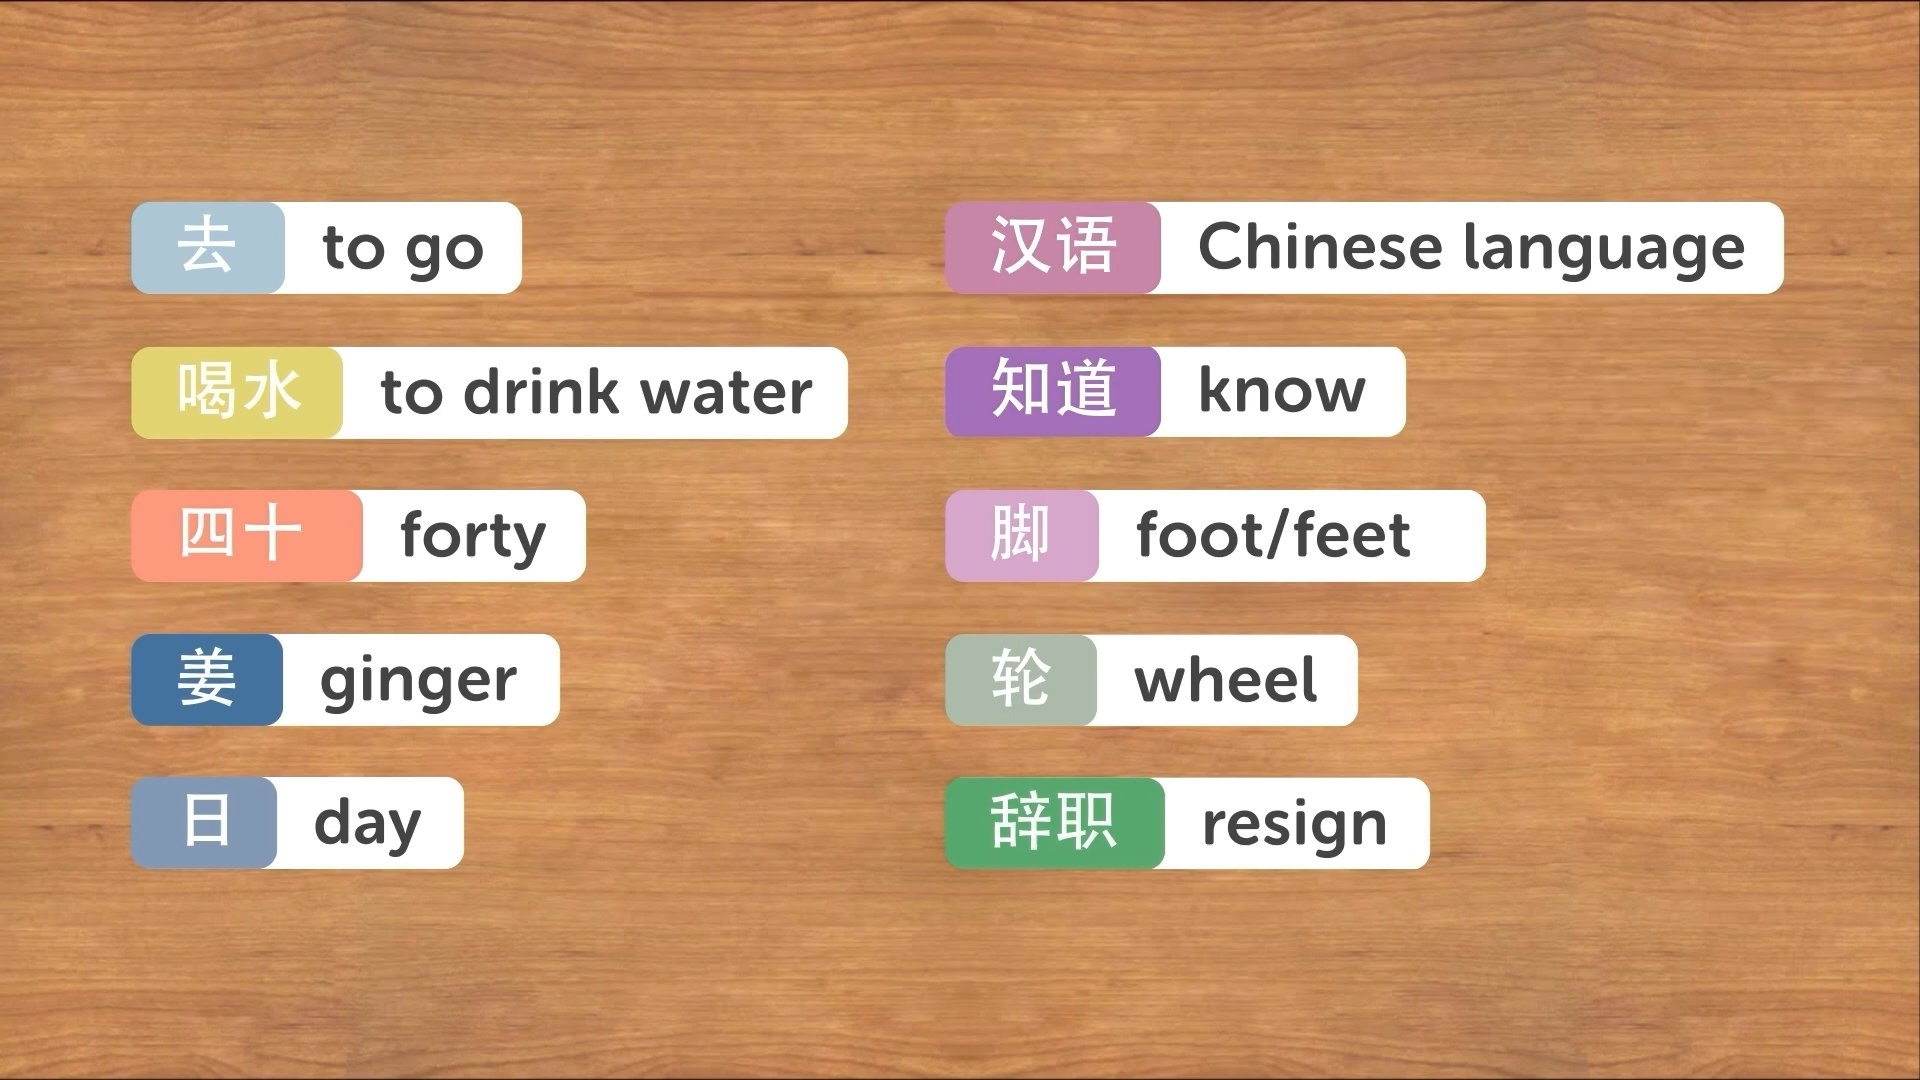 去 to go
喝水 to drink water
四十 forty
姜 ginger
日 day
汉语 Chinese language
知道 know
脚 foot/feet
轮 wheel
辞职 resign